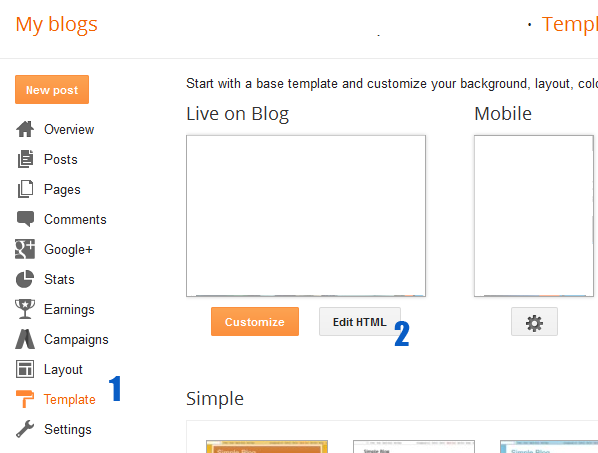 My blogs
· Templ
New post
Start with a base template and customize your background, layout, colo
Live on Blog
Mobile
Overview
Posts
Pages
Comments
g+ Google+
Stats
Earnings
Campaigns
Layout
Template 1
Settings
Customize
Edit HTML 2
Simple
Simple Blog
Simple Blog
Simple Blog